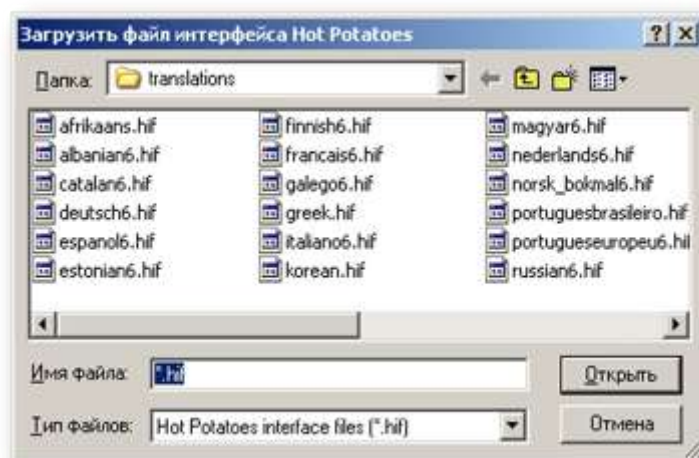 Загрузить файл интерфейса Hot Potatoes
Папка: translations
afrikaans.hif finnish6.hif magyar6.hif
albanian6.hif francais6.hif nederlands6.hif
catalan6.hif galego6.hif norsk_bokmal6.hif
deutsch6.hif greek.hif portuguesbrasileiro.hif
espanol6.hif italiano6.hif portugueseuropeu6.hif
estonian6.hif korean.hif russian6.hif
Имя файла: *.hif Открыть
Тип файлов: Hot Potatoes interface files (*.hif) Отмена